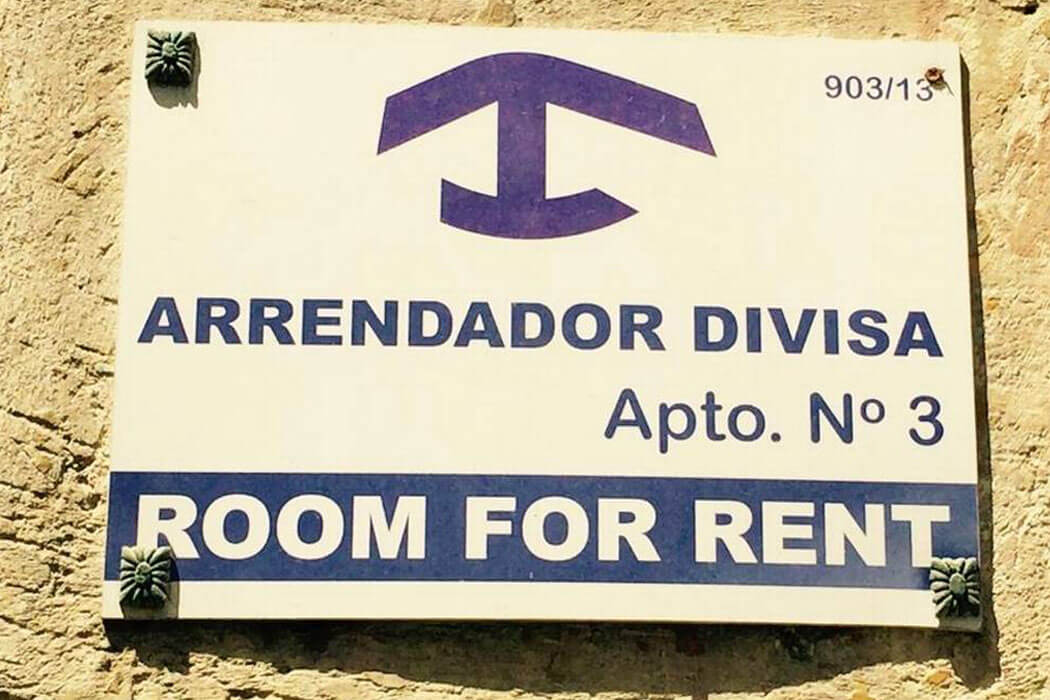 903/13
ARRENDADOR DIVISA
Apto. Nº 3
ROOM FOR RENT